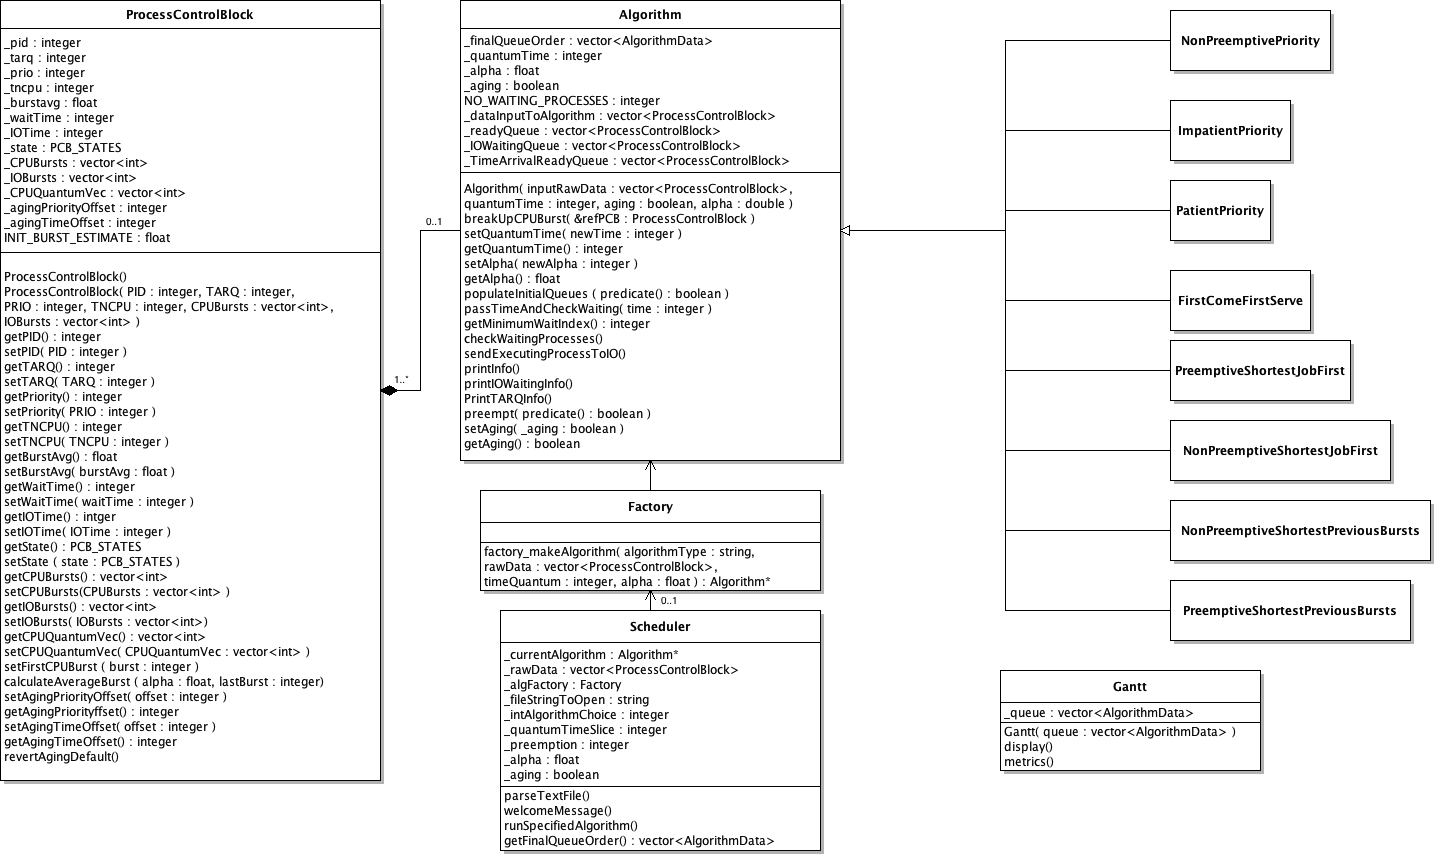 ProcessControlBlock
_pid : integer
_tarq : integer
_prio : integer
_tncpu : integer
_burstavg : float
_waitTime : integer
_IOTime : integer
_state : PCB_STATES
_CPUBursts : vector<int>
_IOBursts : vector<int>
_CPUQuantumVec : vector<int>
_agingPriorityOffset : integer
_agingTimeOffset : integer
INIT_BURST_ESTIMATE : float
ProcessControlBlock()
ProcessControlBlock( PID : integer, TARQ : integer,
PRIO : integer, TNCPU : integer, CPUBursts : vector<int>,
IOBursts : vector<int> )
getPID() : integer
setPID( PID : integer )
getTARQ() : integer
setTARQ( TARQ : integer )
getPriority() : integer
setPriority( PRIO : integer )
getTNCPU() : integer
setTNCPU( TNCPU : integer )
getBurstAvg() : float
setBurstAvg( burstAvg : float )
getWaitTime() : integer
setWaitTime( waitTime : integer )
getIOTime() : intger
setIOTime( IOTime : integer )
getState() : PCB_STATES
setState ( state : PCB_STATES )
getCPUBursts() : vector<int>
setCPUBursts(CPUBursts : vector<int> )
getIOBursts() : vector<int>
setIOBursts( IOBursts : vector<int>)
getCPUQuantumVec() : vector<int>
setCPUQuantumVec( CPUQuantumVec : vector<int> )
setFirstCPUBurst ( burst : integer )
calculateAverageBurst ( alpha : float, lastBurst : integer)
setAgingPriorityOffset( offset : integer )
getAgingPriorityffset() : integer
setAgingTimeOffset( offset : integer )
getAgingTimeOffset() : integer
revertAgingDefault()
0..1
1..*
Algorithm
_finalQueueOrder : vector<AlgorithmData>
_quantumTime : integer
_alpha : float
_aging : boolean
NO_WAITING_PROCESSES : integer
_dataInputToAlgorithm : vector<ProcessControlBlock>
_readyQueue : vector<ProcessControlBlock>
_IOWaitingQueue : vector<ProcessControlBlock>
_TimeArrivalReadyQueue : vector<ProcessControlBlock>
Algorithm( inputRawData : vector<ProcessControlBlock>,
quantumTime : integer, aging : boolean, alpha : double )
breakUpCPUBurst( &refPCB : ProcessControlBlock )
setQuantumTime( newTime : integer )
getQuantumTime() : integer
setAlpha( newAlpha : integer )
getAlpha() : float
populateInitialQueues ( predicate() : boolean )
passTimeAndCheckWaiting( time : integer )
getMinimumWaitIndex() : integer
checkWaitingProcesses()
sendExecutingProcessToIO()
printInfo()
printIOWaitingInfo()
PrintTARQInfo()
preempt( predicate() : boolean )
setAging( _aging : boolean )
getAging() : boolean
Factory
factory_makeAlgorithm( algorithmType : string,
rawData : vector<ProcessControlBlock>,
timeQuantum : integer, alpha : float ) : Algorithm*
0..1
Scheduler
_currentAlgorithm : Algorithm*
_rawData : vector<ProcessControlBlock>
_algFactory : Factory
_fileStringToOpen : string
_intAlgorithmChoice : integer
_quantumTimeSlice : integer
_preemption : integer
_alpha : float
_aging : boolean
parseTextFile()
welcomeMessage()
runSpecifiedAlgorithm()
getFinalQueueOrder() : vector<AlgorithmData>
NonPreemptivePriority
ImpatientPriority
PatientPriority
FirstComeFirstServe
PreemptiveShortestJobFirst
NonPreemptiveShortestJobFirst
NonPreemptiveShortestPreviousBursts
PreemptiveShortestPreviousBursts
Gantt
_queue : vector<AlgorithmData>
Gantt( queue : vector<AlgorithmData> )
display()
metrics()